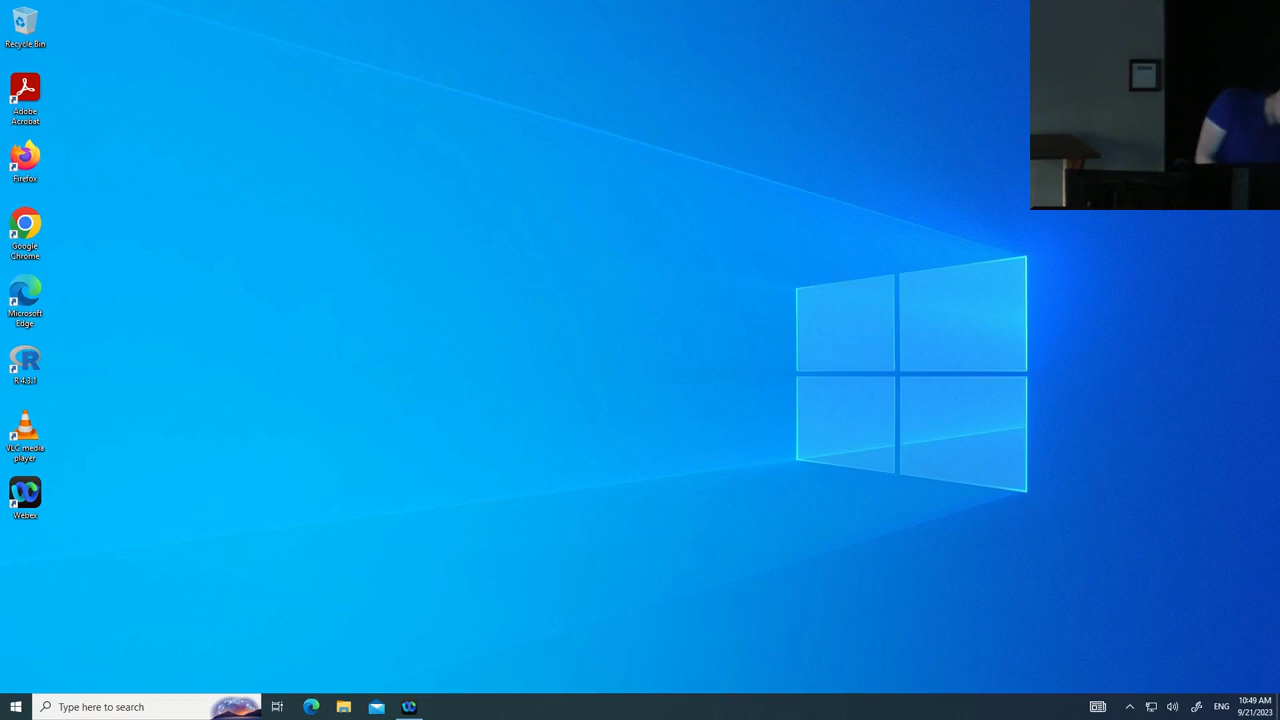 Recycle Bin
Adobe
Acrobat
Firefox
Google
Chrome
Microsoft
Edge
R 4.3.1
VLC media
player
Webex
Type here to search
ENG
10:49 AM
9/21/2023